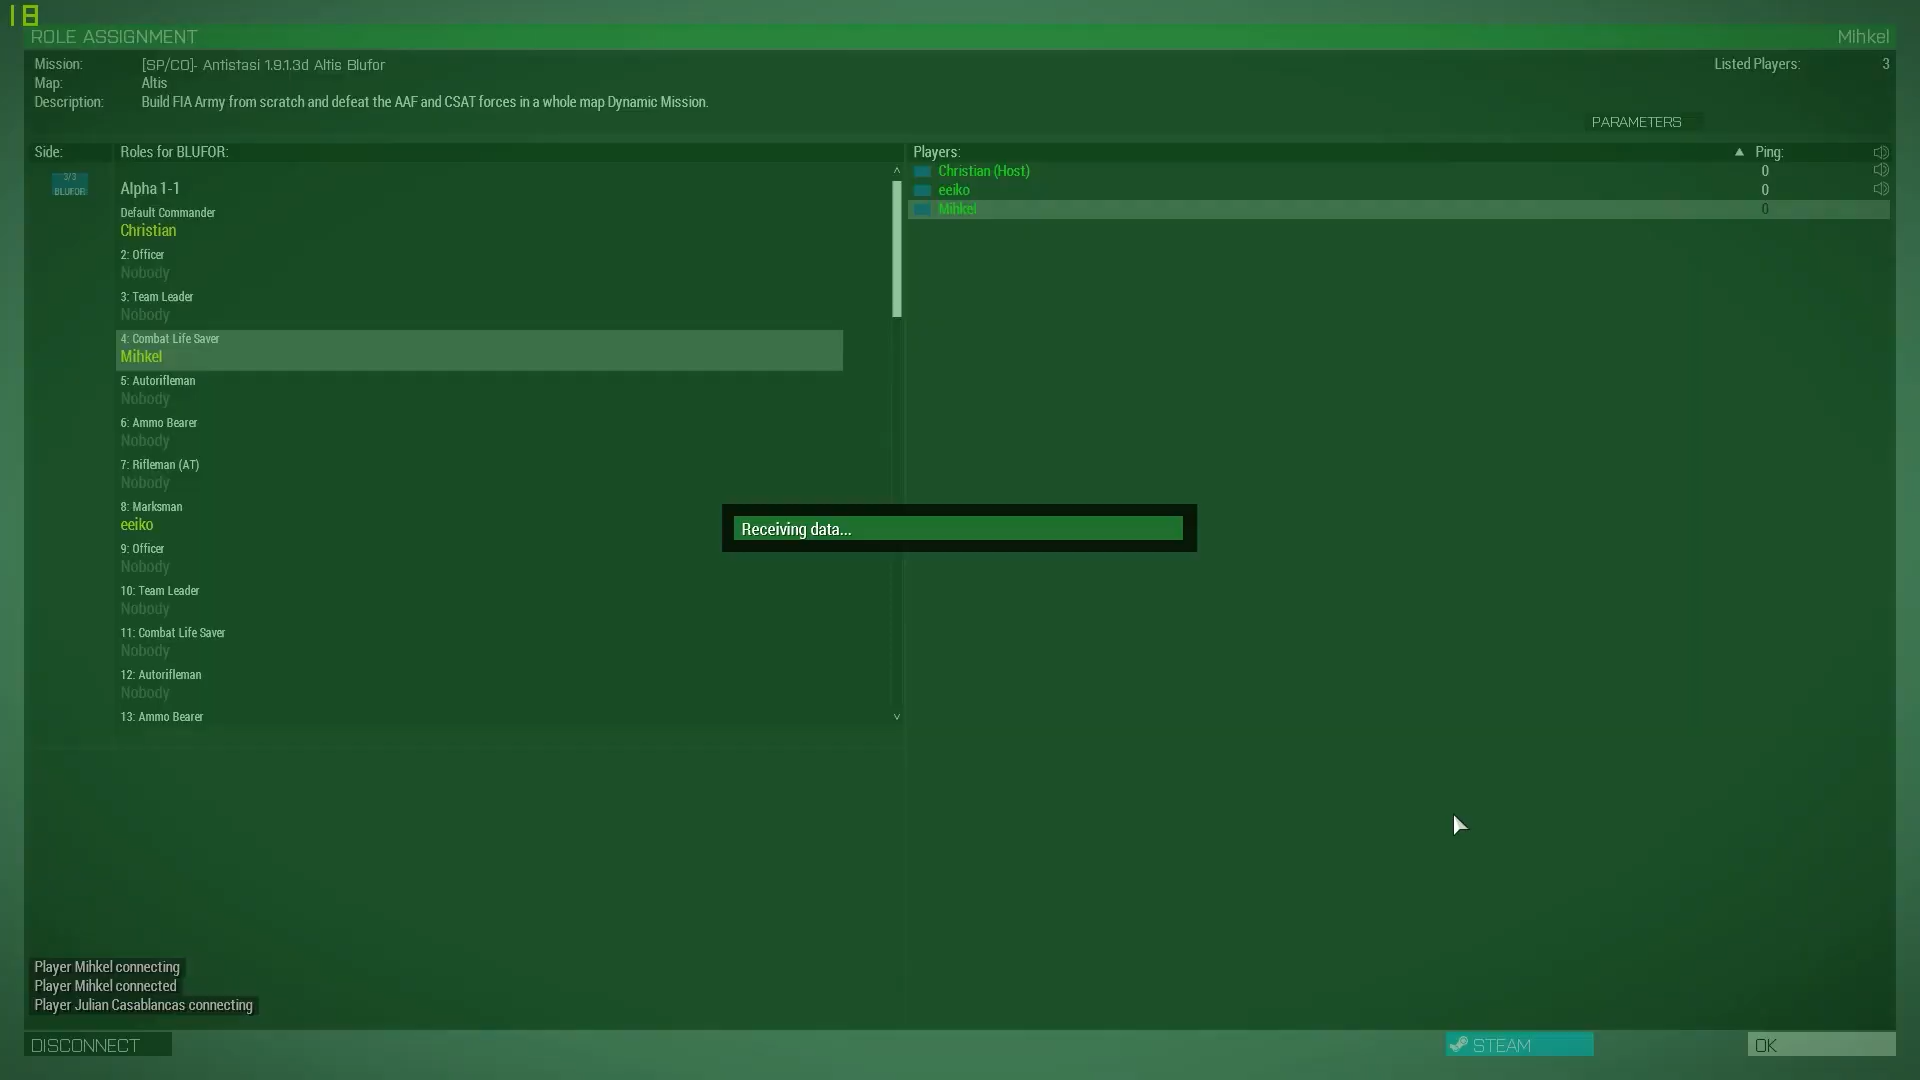 18
ROLE ASSIGNMENT
Mihkel
Mission: [SP/CO]- Antistasi 1.9.1.3d Altis Blufor
Listed Players: 3
Map: Altis
Description: Build FIA Army from scratch and defeat the AAF and CSAT forces in a whole map Dynamic Mission.
PARAMETERS
Side:
3/3
BLUFOR
Roles for BLUFOR:
Alpha 1-1
Default Commander
Christian
2: Officer
Nobody
3: Team Leader
Nobody
4: Combat Life Saver
Mihkel
5: Autorifleman
Nobody
6: Ammo Bearer
Nobody
7: Rifleman (AT)
Nobody
8: Marksman
eeiko
9: Officer
Nobody
10: Team Leader
Nobody
11: Combat Life Saver
Nobody
12: Autorifleman
Nobody
13: Ammo Bearer
Players: Ping:
Christian (Host) 0
eeiko 0
Mihkel 0
Receiving data...
Player Mihkel connecting
Player Mihkel connected
Player Julian Casablancas connecting
DISCONNECT
STEAM
OK